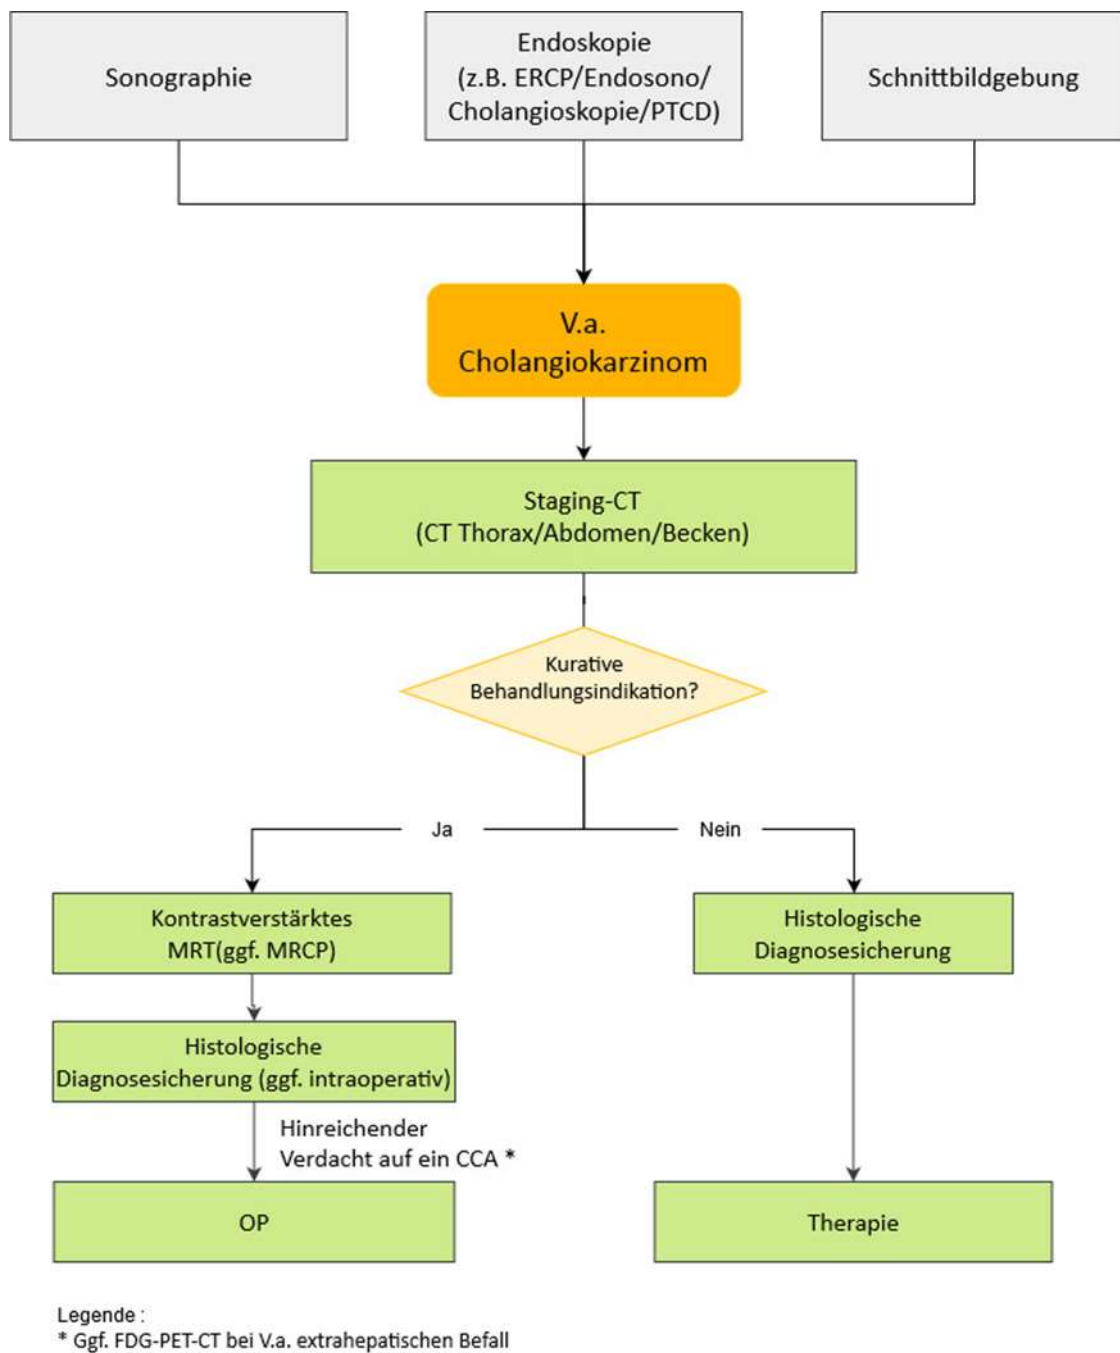 Sonographie
Endoskopie
(z.B. ERCP/Endosono/
Cholangioskopie/PTCD)
Schnittbildgebung
V.a.
Cholangiokarzinom
Staging-CT
(CT Thorax/Abdomen/Becken)
Kurative
Behandlungsindikation?
Ja
Nein
Kontrastverstärktes
MRT(ggf. MRCP)
Histologische
Diagnosesicherung
Histologische
Diagnosesicherung (ggf. intraoperativ)
Hinreichender
Verdacht auf ein CCA *
OP
Therapie
Legende :
* Ggf. FDG-PET-CT bei V.a. extrahepatischen Befall